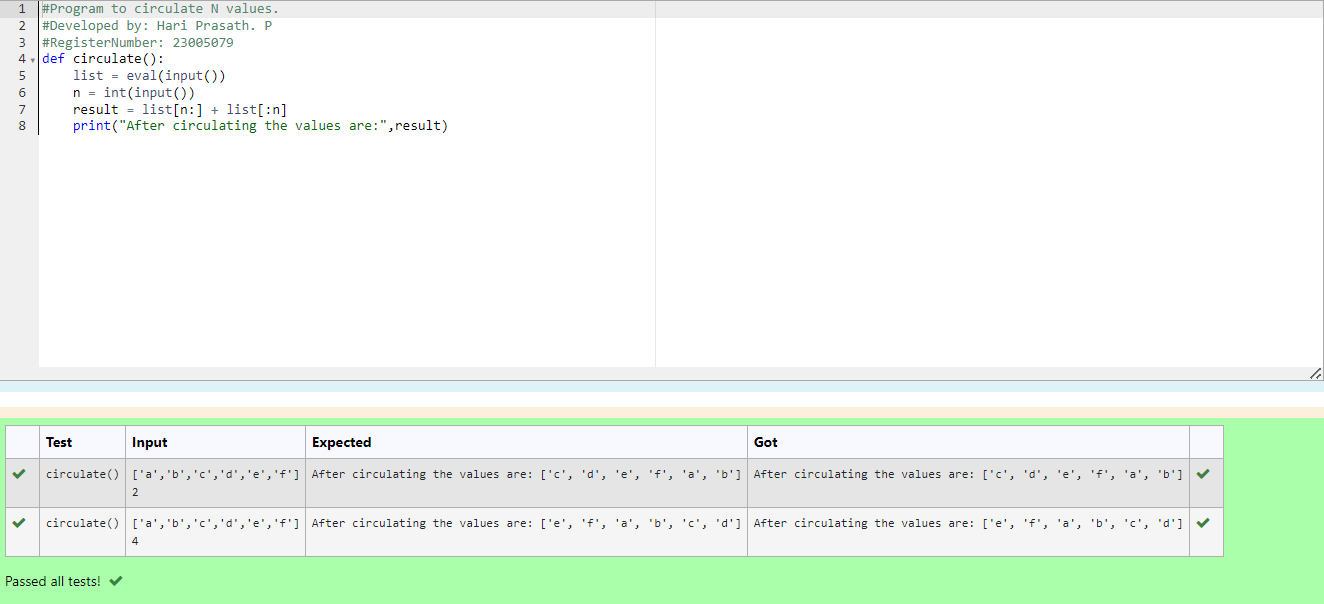 1 #Program to circulate N values.
2 #Developed by: Hari Prasath. P
3 #RegisterNumber: 23005079
4 def circulate():
5     list = eval(input())
6     n = int(input())
7     result = list[n:] + list[:n]
8     print("After circulating the values are:",result)
Test Input Expected Got
circulate() ['a','b','c','d','e','f'] After circulating the values are: ['c', 'd', 'e', 'f', 'a', 'b'] After circulating the values are: ['c', 'd', 'e', 'f', 'a', 'b']
2
circulate() ['a','b','c','d','e','f'] After circulating the values are: ['e', 'f', 'a', 'b', 'c', 'd'] After circulating the values are: ['e', 'f', 'a', 'b', 'c', 'd']
4
Passed all tests!